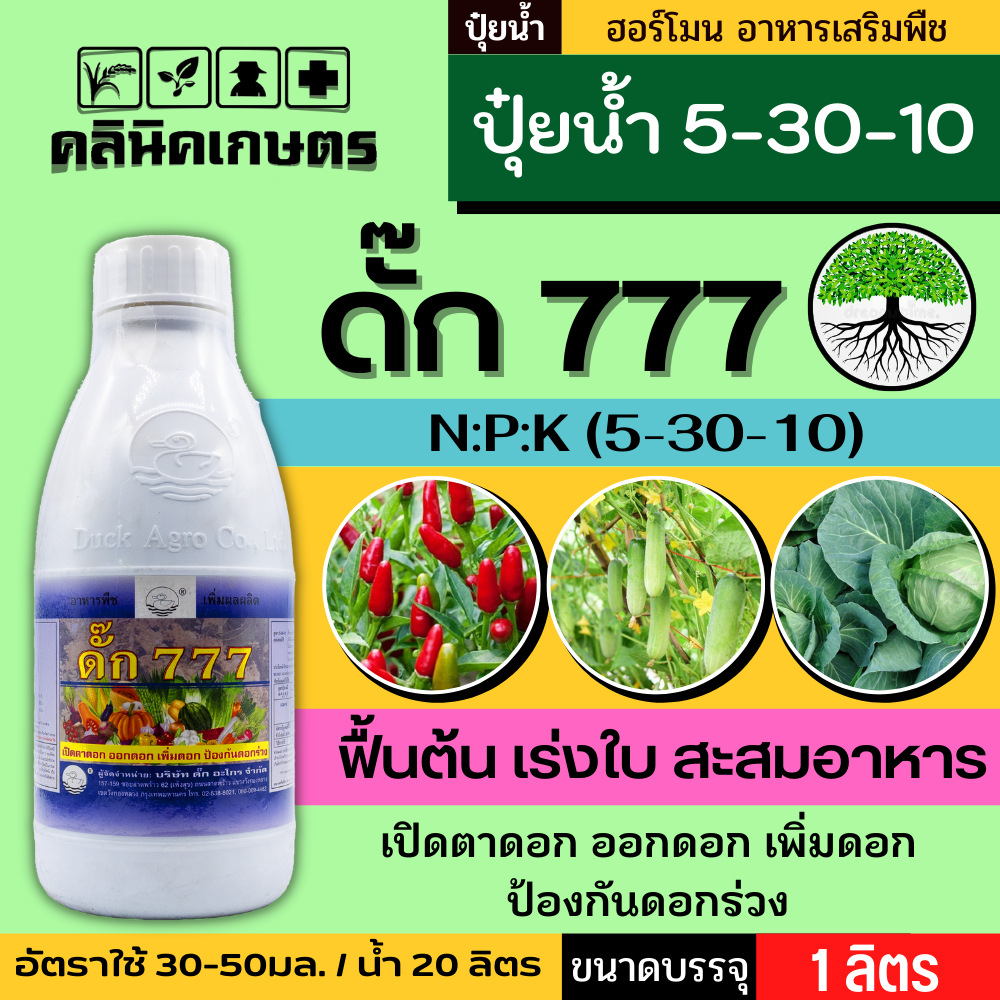 ปุ๋ยน้ำ
ฮอร์โมน อาหารเสริมพืช
คลินิคเกษตร
ปุ๋ยน้ำ 5-30-10
ดั๊ก 777
N:P:K (5-30-10)
Duck Agro Co., Ltd
อาหารพืช
®
เพิ่มผลผลิต
ดั๊ก 777
เปิดตาดอก ออกดอก เพิ่มดอก ป้องกันดอกร่วง
ผู้จัดจำหน่าย: บริษัท ดั๊ก อะโกร จำกัด
ฟื้นต้น เร่งใบ สะสมอาหาร
เปิดตาดอก ออกดอก เพิ่มดอก
ป้องกันดอกร่วง
อัตราใช้ 30-50มล. / น้ำ 20 ลิตร
ขนาดบรรจุ
1 ลิตร